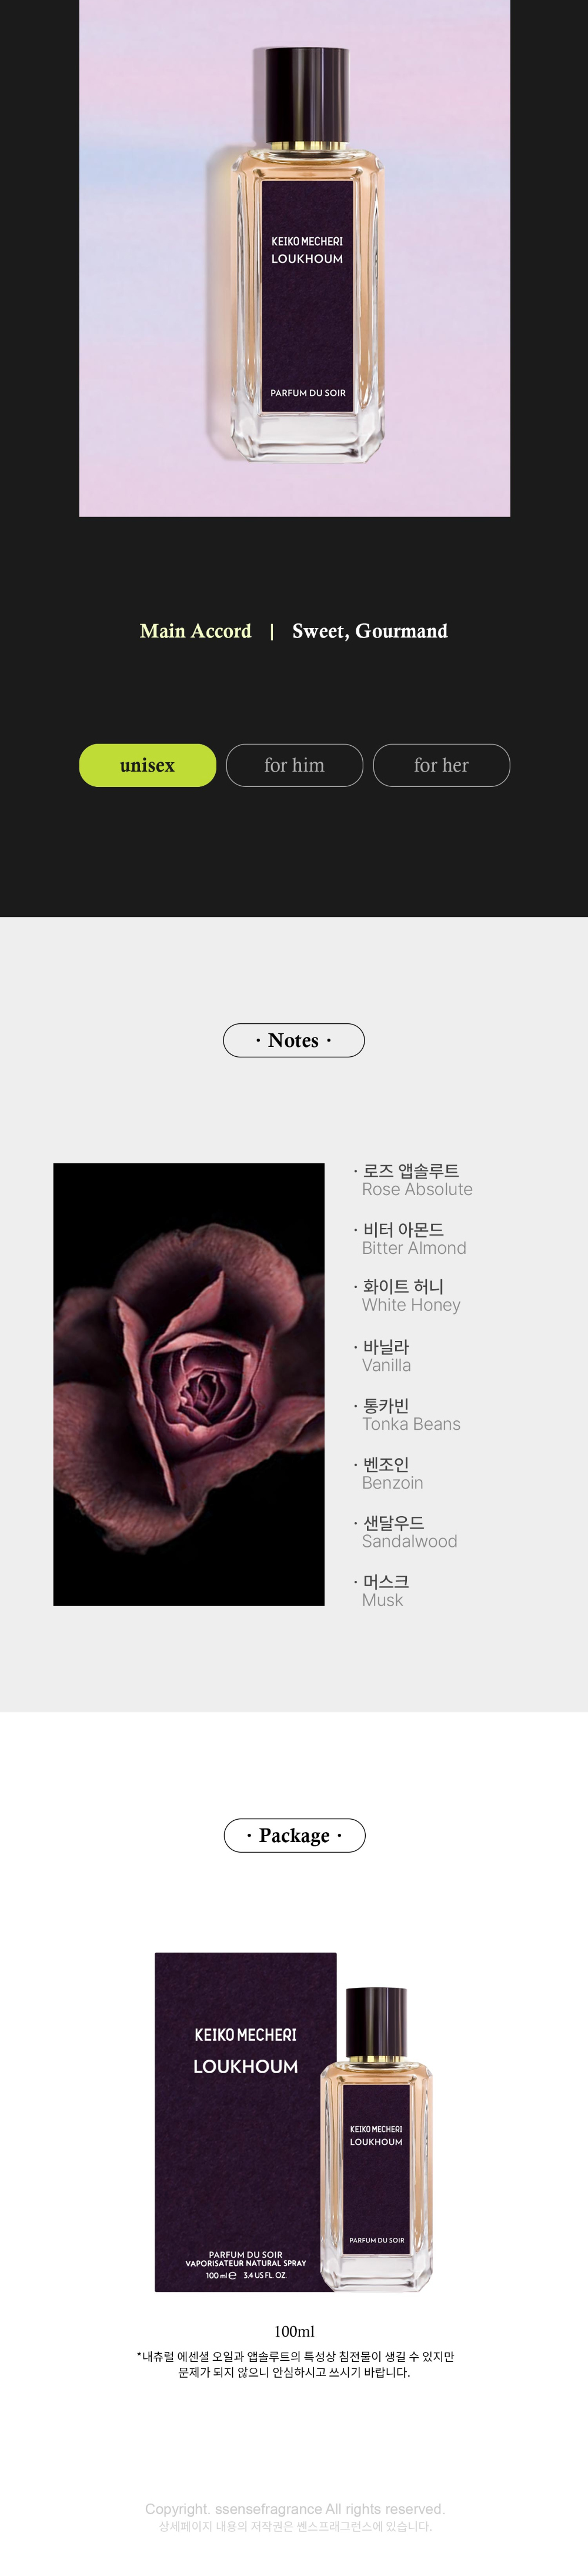 KEIKO MECHERI
LOUKHOUM
PARFUM DU SOIR
Main Accord | Sweet, Gourmand
unisex
for him
for her
· Notes ·
· 로즈 앱솔루트
Rose Absolute
· 비터 아몬드
Bitter Almond
· 화이트 허니
White Honey
· 바닐라
Vanilla
· 통카빈
Tonka Beans
· 벤조인
Benzoin
· 샌달우드
Sandalwood
· 머스크
Musk
· Package ·
KEIKO MECHERI
LOUKHOUM
PARFUM DU SOIR
VAPORISATEUR NATURAL SPRAY
100 ml ℮ 3.4 US FL. OZ.
KEIKO MECHERI
LOUKHOUM
PARFUM DU SOIR
100ml
*내츄럴 에센셜 오일과 앱솔루트의 특성상 침전물이 생길 수 있지만
문제가 되지 않으니 안심하시고 쓰시기 바랍니다.
Copyright. ssensefragrance All rights reserved.
상세페이지 내용의 저작권은 쎈스프래그런스에 있습니다.